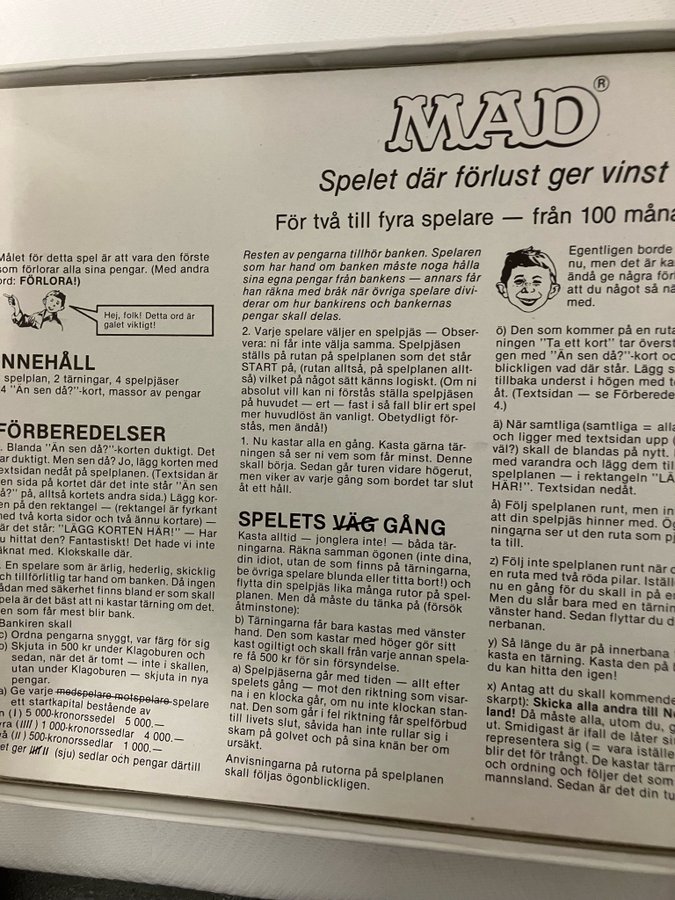 MAD®
Spelet där förlust ger vinst
För två till fyra spelare — från 100
Målet för detta spel är att vara den förste
som förlorar alla sina pengar. (Med andra
ord: FÖRLORA!)
Hej, folk! Detta ord är
galet viktigt!
INNEHÅLL
spelplan, 2 tärningar, 4 spelpjäser
4 "Än sen då?"-kort, massor av pengar
FÖRBEREDELSER
. Blanda "Än sen då?"-korten duktigt. Det
ar duktigt. Men sen då? Jo, lägg korten med
extsidan nedåt på spelplanen. (Textsidan är
en sida på kortet där det inte står "Än sen
då?" på, alltså kortets andra sida.) Lägg kor-
en på den rektangel — (rektangel är fyrkant
med två korta sidor och två ännu kortare) —
är det står: "LÄGG KORTEN HÄR!" — Har
u hittat den? Fantastiskt! Det hade vi inte
äknat med. Klokskalle där.
. En spelare som är ärlig, hederlig, skicklig
ch tillförlitlig tar hand om banken. Då ingen
ådan med säkerhet finns bland er som skall
pela är det bäst att ni kastar tärning om det.
en som får mest blir bank.
Bankiren skall
c) Ordna pengarna snyggt, var färg för sig
b) Skjuta in 500 kr under Klagoburen och
sedan, när det är tomt — inte i skallen,
utan under Klagoburen — skjuta in nya
pengar.
a) Ge varje medspelare motspelare spelare
ett startkapital bestående av
n (I) 5 000-kronorssedel 5 000.—
yra (IIII) 1 000-kronorssedlar 4 000.—
vå (II) 500-kronorssedlar 1 000.—
et ger (sju) sedlar och pengar därtill
Resten av pengarna tillhör banken. Spelaren
som har hand om banken måste noga hålla
sina egna pengar från bankens — annars får
han räkna med bråk när övriga spelare divi-
derar om hur bankirens och bankernas
pengar skall delas.
2. Varje spelare väljer en spelpjäs — Obser-
vera: ni får inte välja samma. Spelpjäsen
ställs på rutan på spelplanen som det står
START på, (rutan alltså, på spelplanen allt-
så) vilket på något sätt känns logiskt. (Om ni
absolut vill kan ni förstås ställa spelpjäsen
på huvudet — ert — fast i så fall blir ert spel
mer huvudlöst än vanligt. Obetydligt för-
stås, men ändå!)
1. Nu kastar alla en gång. Kasta gärna tär-
ningen så ser ni vem som får minst. Denne
skall börja. Sedan går turen vidare högerut,
men viker av varje gång som bordet tar slut
åt ett håll.
SPELETS VÄG GÅNG
Kasta alltid — jonglera inte! — båda tär-
ningarna. Räkna samman ögonen (inte dina,
din idiot, utan de som finns på tärningarna,
be övriga spelare blunda eller titta bort!) och
flytta din spelpjäs lika många rutor på spel-
planen. Men då måste du tänka på (försök
åtminstone):
b) Tärningarna får bara kastas med vänster
hand. Den som kastar med höger gör sitt
kast ogiltigt och skall från varje annan spela-
re få 500 kr för sin förseelse.
a) Spelpjäserna går med tiden — allt efter
spelets gång — mot den riktning som visar-
na i en klocka går, om nu inte klockan stan-
nat. Den som går i fel riktning får spelförbud
till livets slut, såvida han inte rullar sig i
skam på golvet och på sina knän ber om
ursäkt.
Anvisningarna på rutorna på spelplanen
skall följas ögonblickligen.
Egentligen borde
nu, men det är ka
ändå ge några förl
att du något så nä
med.
ö) Den som kommer på en ruta
ningen "Ta ett kort" tar överst
gen med "Än sen då?"-kort oc
blickligen vad där står. Lägg s
tillbaka underst i högen med te
åt. (Textsidan — se Förberede
4.)
ä) När samtliga (samtliga = alla
och ligger med textsidan upp (
väl?) skall de blandas på nytt. L
med varandra och lägg dem til
spelplanen — i rektangeln "LÄ
HÄR!". Textsidan nedåt.
å) Följ spelplanen runt, men in
att din spelpjäs hinner med. Ög
ningarna ser ut den ruta som pj
ta till.
z) Följ inte spelplanen runt när d
en ruta med två röda pilar. Iställ
nu en gång för du skall in på en
Men du slår bara med en tärnin
vänster hand. Sedan flyttar du d
nerbanan.
y) Så länge du är på innerbana
kasta en tärning. Kasta den på l
du kan hitta den igen!
x) Antag att du skall kommende
skarpt): Skicka alla andra till No
land! Då måste alla, utom du, g
ut. Smidigast är ifall de låter si
representera sig (= vara iställe
blir det för trångt. De kastar tärn
och ordning och följer det som
mannsland. Sedan är det din tu